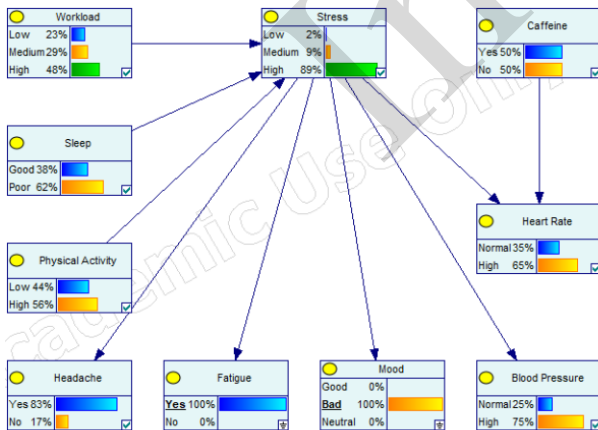 Workload
Low 23%
Medium 29%
High 48%
Stress
Low 2%
Medium 9%
High 89%
Caffeine
Yes 50%
No 50%
Sleep
Good 38%
Poor 62%
Heart Rate
Normal 35%
High 65%
Physical Activity
Low 44%
High 56%
Headache
Yes 83%
No 17%
Fatigue
Yes 100%
No 0%
Mood
Good 0%
Bad 100%
Neutral 0%
Blood Pressure
Normal 25%
High 75%
cademic Use Only